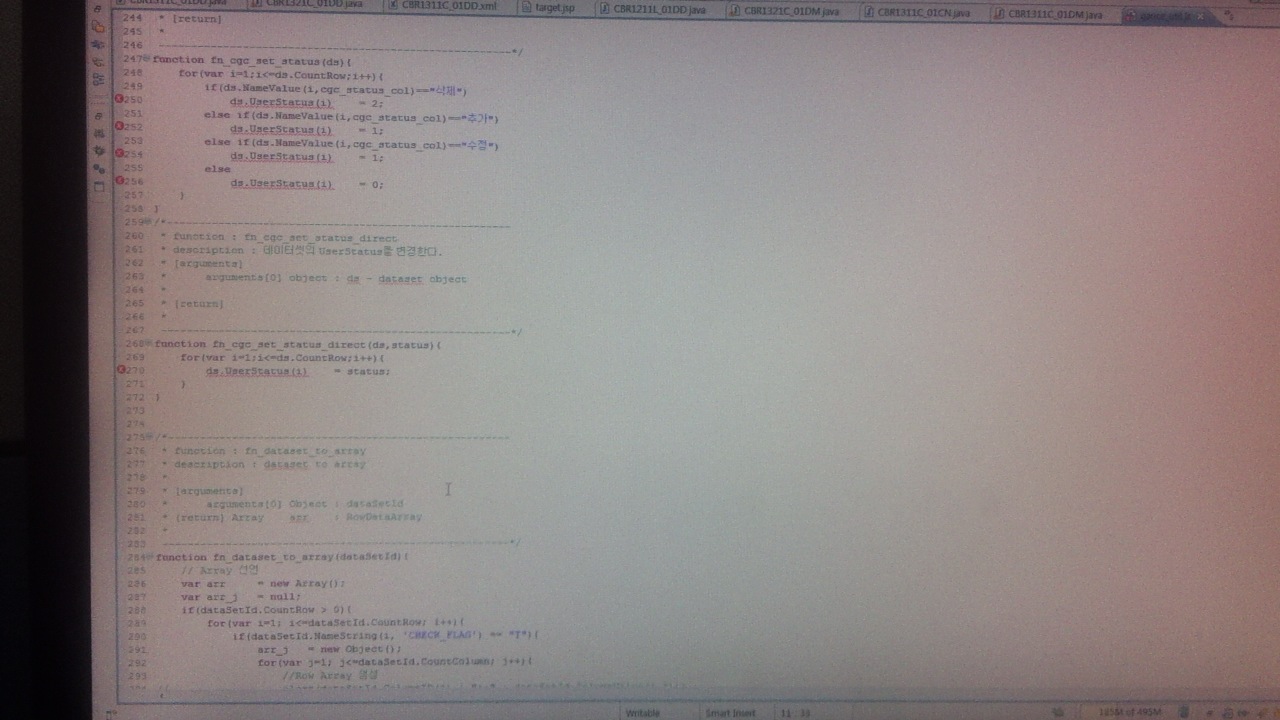 CBR1321C_01DD.java CBR1311C_01DD.xml target.jsp CBR1211L_01DD.java CBR1321C_01DM.java CBR1311C_01CN.java CBR1311C_01DM.java
244 * [return]
245 *
246 ----------------------------------------------------*/
247 function fn_cgc_set_status(ds){
248 for(var i=1;i<=ds.CountRow;i++){
249 if(ds.NameValue(i,cgc_status_col)=="삭제")
250 ds.UserStatus(i) = 2;
251 else if(ds.NameValue(i,cgc_status_col)=="추가")
252 ds.UserStatus(i) = 1;
253 else if(ds.NameValue(i,cgc_status_col)=="수정")
254 ds.UserStatus(i) = 1;
255 else
256 ds.UserStatus(i) = 0;
257 }
258 }
259 /*----------------------------------------------------
260 * function : fn_cgc_set_status_direct
261 * description : 데이터셋의 UserStatus를 변경한다.
262 * [arguments]
263 * arguments[0] object : ds - dataset object
264 *
265 * [return]
266 *
267 ----------------------------------------------------*/
268 function fn_cgc_set_status_direct(ds,status){
269 for(var i=1;i<=ds.CountRow;i++){
270 ds.UserStatus(i) = status;
271 }
272 }
273
274
275 /*----------------------------------------------------
276 * function : fn_dataset_to_array
277 * description : dataset to array
278 *
279 * [arguments]
280 * arguments[0] Object : dataSetId
281 * [return] Array arr : RowDataArray
282 *
283 ----------------------------------------------------*/
284 function fn_dataset_to_array(dataSetId){
285 // Array 선언
286 var arr = new Array();
287 var arr_j = null;
288 if(dataSetId.CountRow > 0){
289 for(var i=1; i<=dataSetId.CountRow; i++){
290 if(dataSetId.NameString(i, 'CHECK_FLAG') == "T"){
291 arr_j = new Object();
292 for(var j=1; j<=dataSetId.CountColumn; j++){
293 //Row Array 생성
Writable Smart Insert 11 : 33 125M of 495M